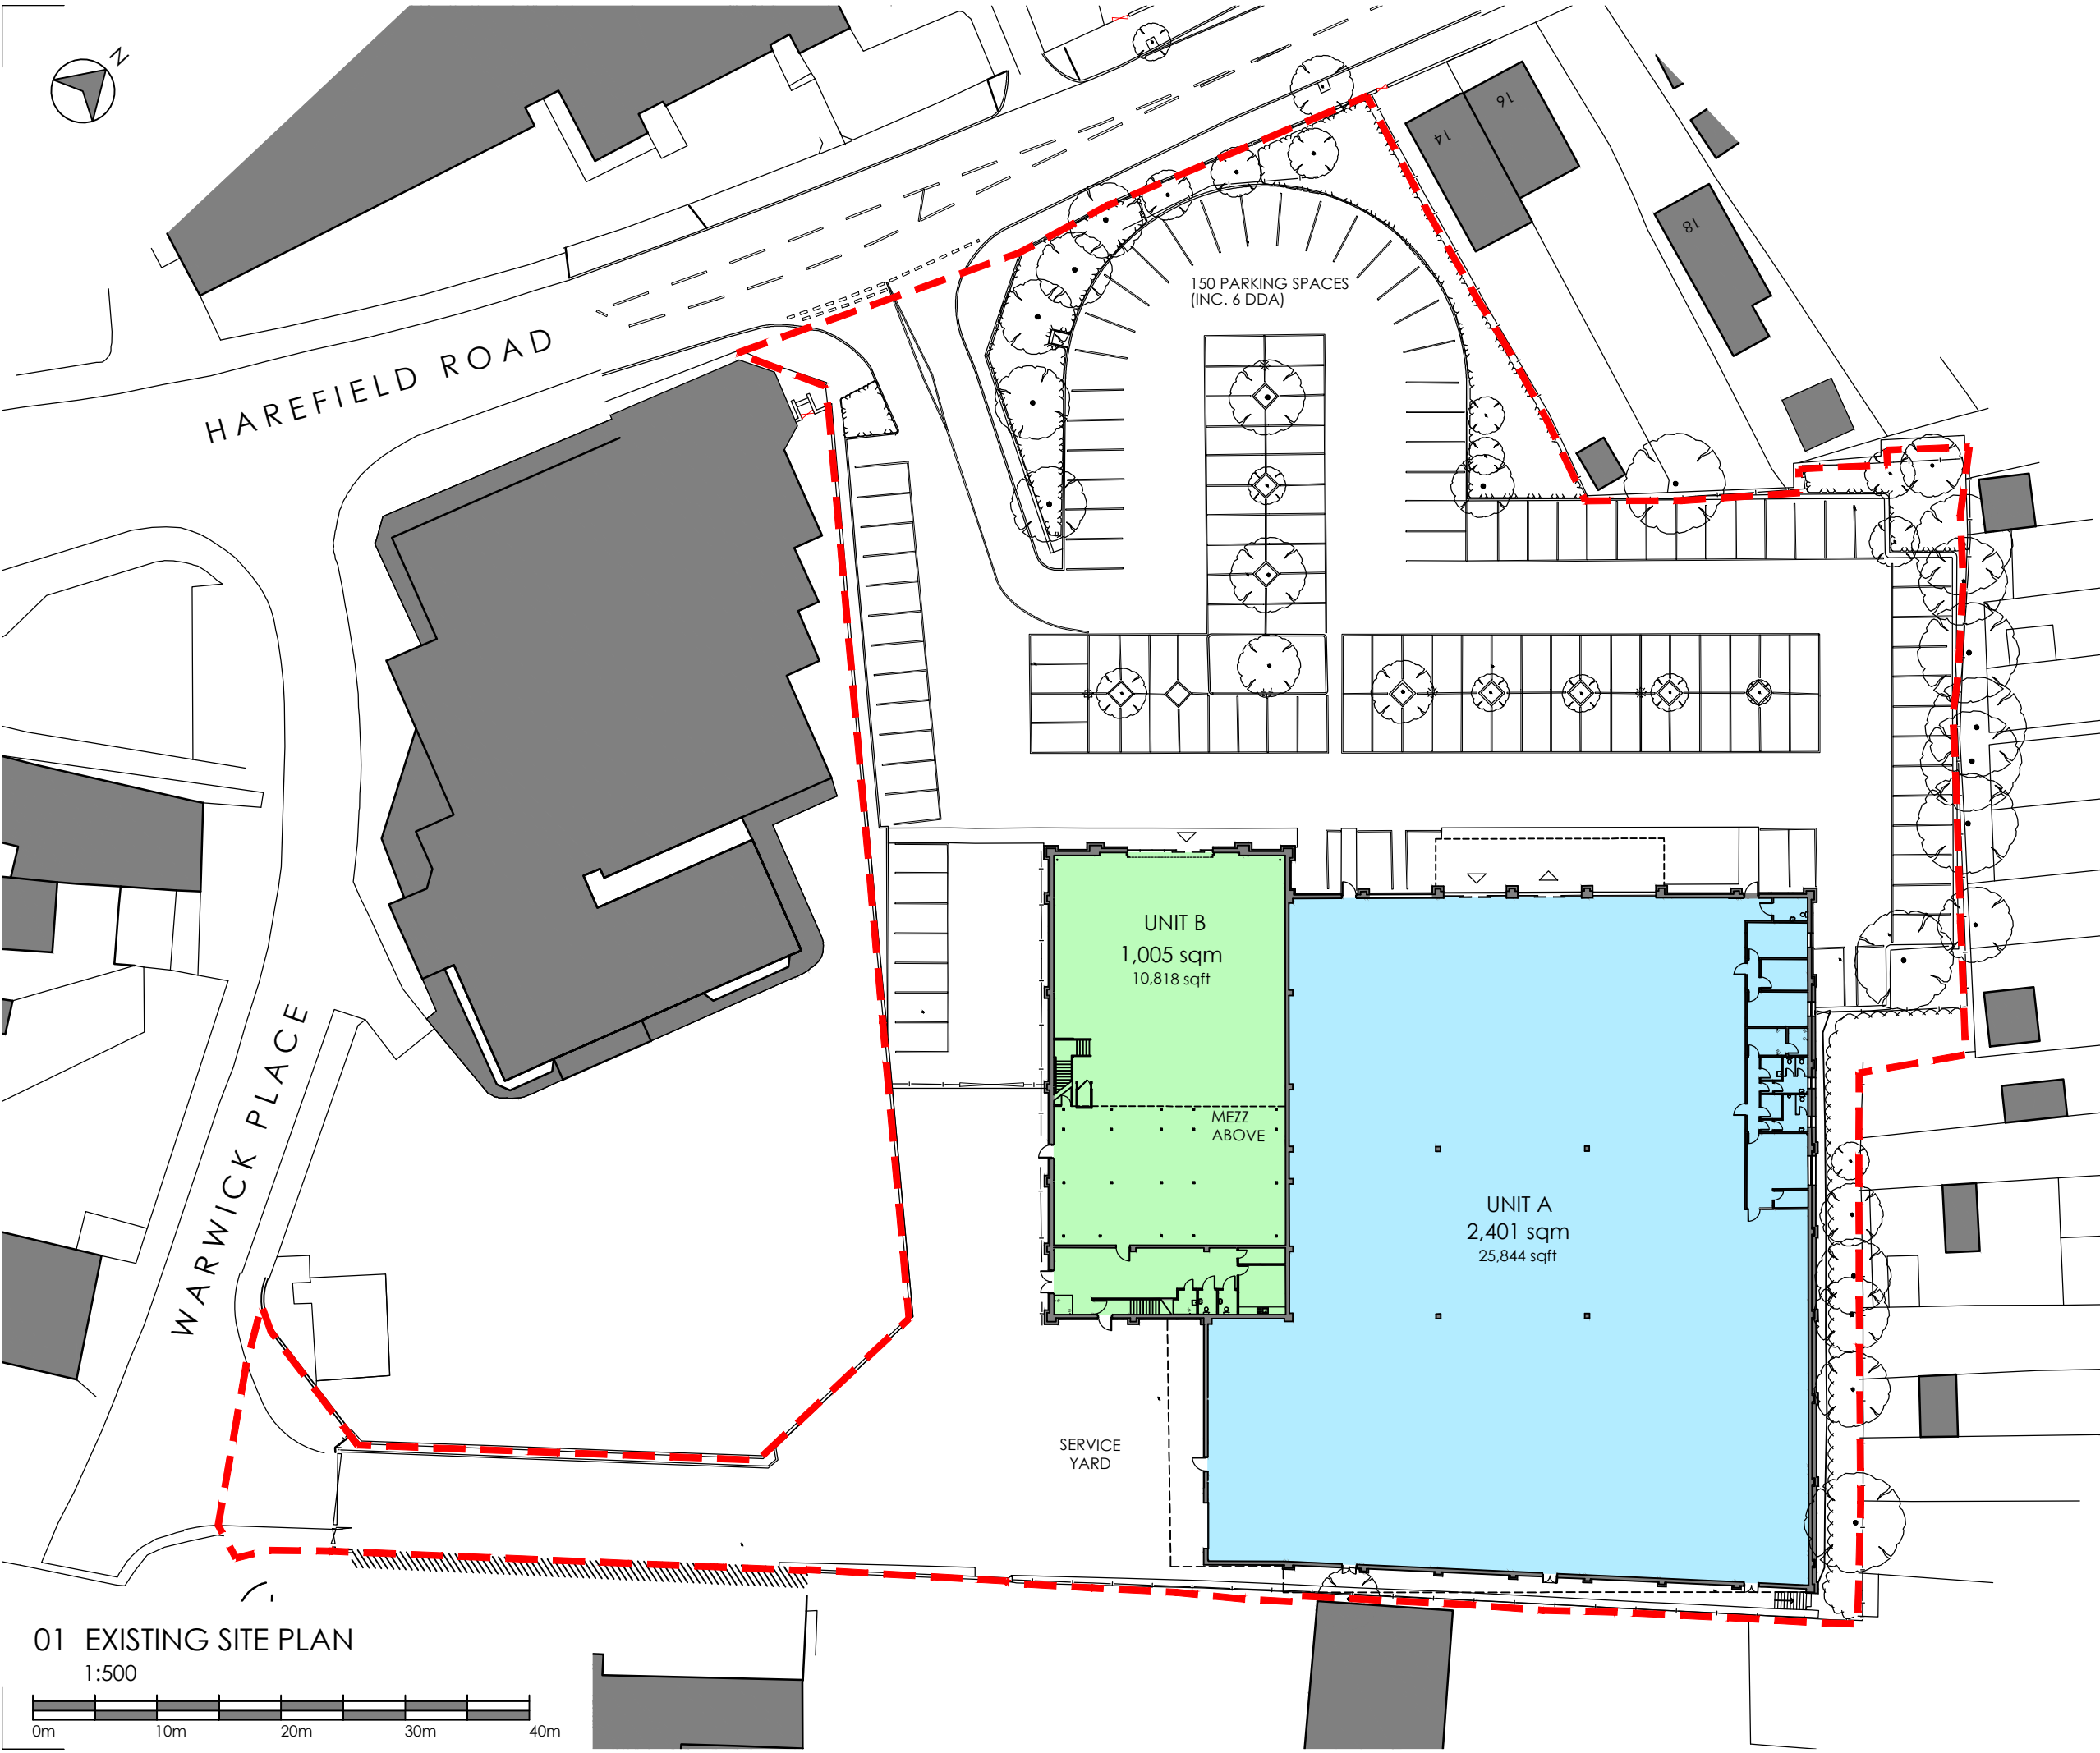 N
16
14
18
150 PARKING SPACES
(INC. 6 DDA)
HAREFIELD ROAD
UNIT B
1,005 sqm
10,818 sqft
MEZZ
ABOVE
WARWICK PLACE
UNIT A
2,401 sqm
25,844 sqft
SERVICE
YARD
01 EXISTING SITE PLAN
1:500
0m 10m 20m 30m 40m